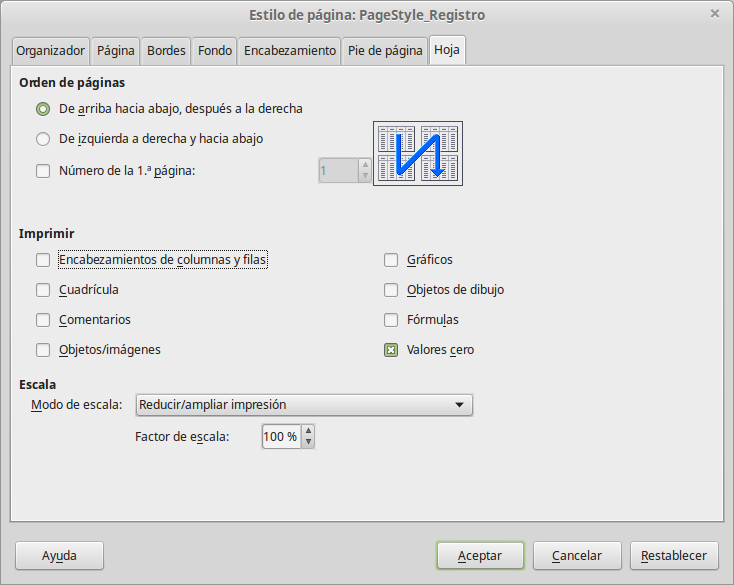 Estilo de página: PageStyle_Registro
Organizador Página Bordes Fondo Encabezamiento Pie de página Hoja
Orden de páginas
De arriba hacia abajo, después a la derecha
De izquierda a derecha y hacia abajo
Número de la 1.ª página: 1
Imprimir
Encabezamientos de columnas y filas Gráficos
Cuadrícula Objetos de dibujo
Comentarios Fórmulas
Objetos/imágenes Valores cero
Escala
Modo de escala: Reducir/ampliar impresión
Factor de escala: 100 %
Ayuda Aceptar Cancelar Restablecer